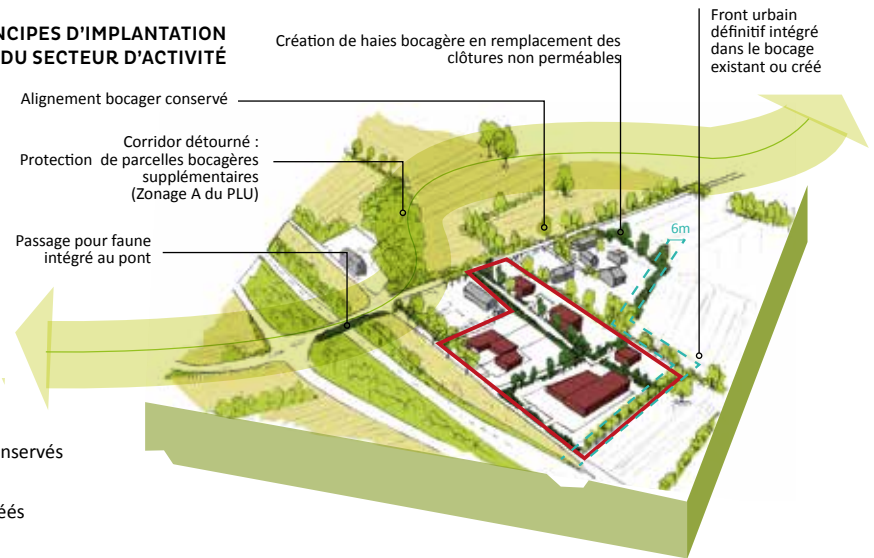 NCIPES D'IMPLANTATION
DU SECTEUR D'ACTIVITÉ
Création de haies bocagère en remplacement des
clôtures non perméables
Front urbain
définitif intégré
dans le bocage
existant ou créé
Alignement bocager conservé
Corridor détourné :
Protection de parcelles bocagères
supplémentaires
(Zonage A du PLU)
Passage pour faune
intégré au pont
6m
nservés
éés